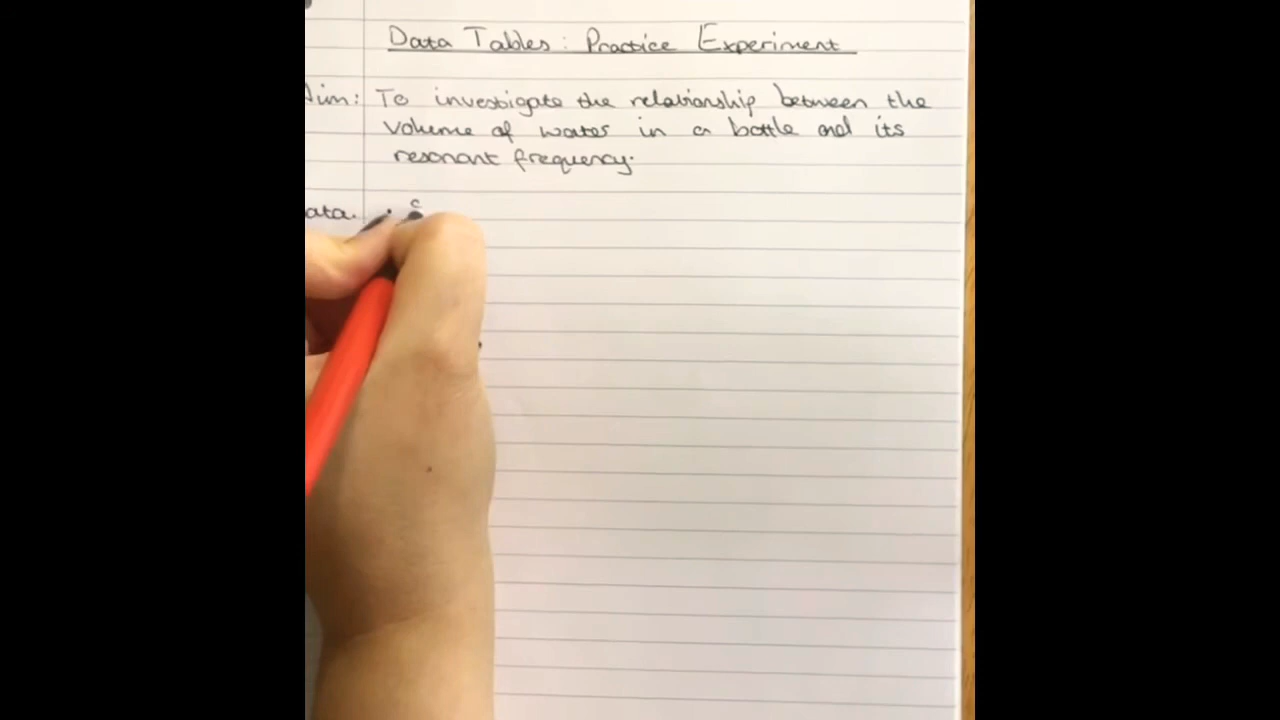 Data Tables: Practice Experiment
Aim: To investigate the relationship between the
volume of water in a bottle and its
resonant frequency.
ata.